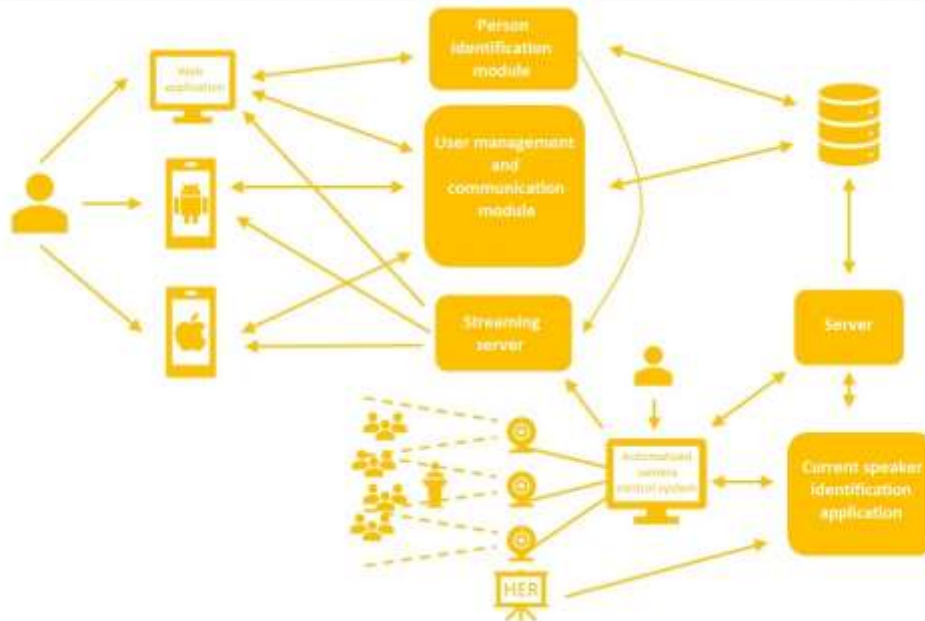 Person
identification
module
Web
application
User management
and
communication
module
Streaming
server
Server
Automatized
camera
control system
Current speaker
identification
application
HER